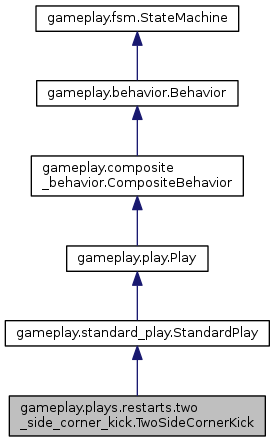 gameplay.fsm.StateMachine
gameplay.behavior.Behavior
gameplay.composite
_behavior.CompositeBehavior
gameplay.play.Play
gameplay.standard_play.StandardPlay
gameplay.plays.restarts.two
_side_corner_kick.TwoSideCornerKick